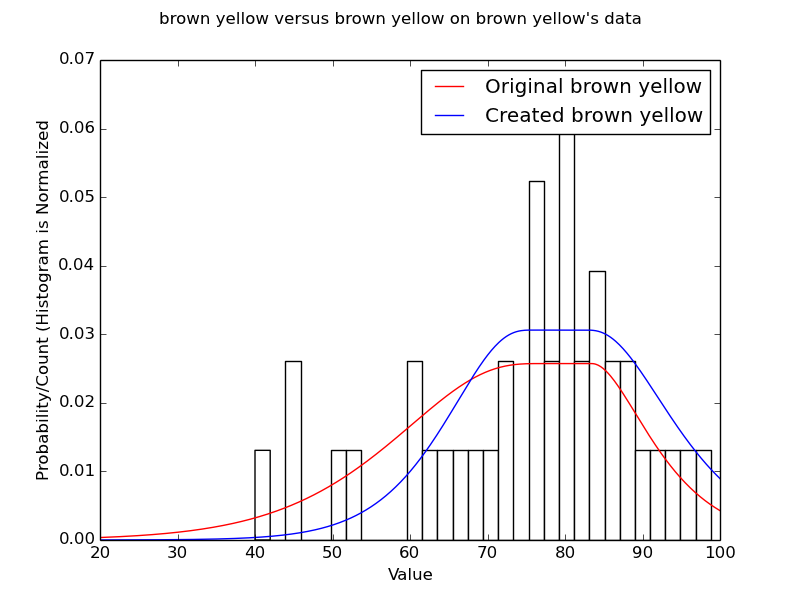 brown yellow versus brown yellow on brown yellow's data
Original brown yellow
Created brown yellow
Probability/Count (Histogram is Normalized
0.07
0.06
0.05
0.04
0.03
0.02
0.01
0.00
20 30 40 50 60 70 80 90 100
Value